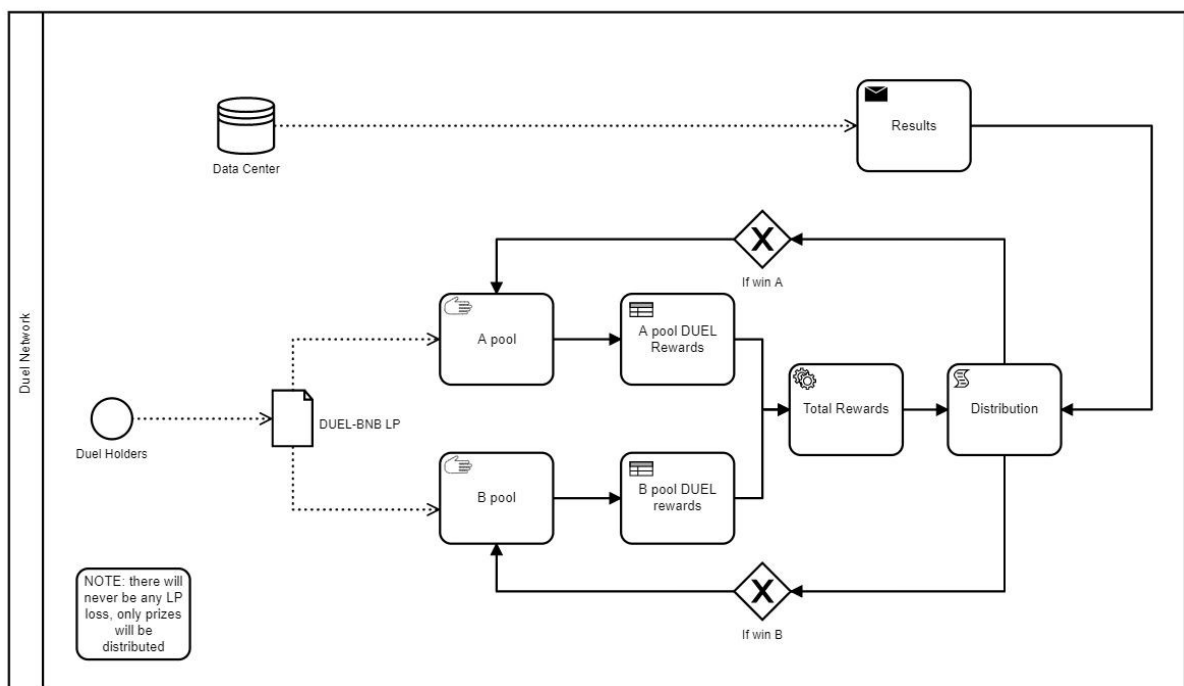 Duel Network
Data Center
Results
If win A
A pool
A pool DUEL
Rewards
Total Rewards
Distribution
DUEL-BNB LP
Duel Holders
B pool
B pool DUEL
rewards
If win B
NOTE: there will
never be any LP
loss, only prizes
will be
distributed